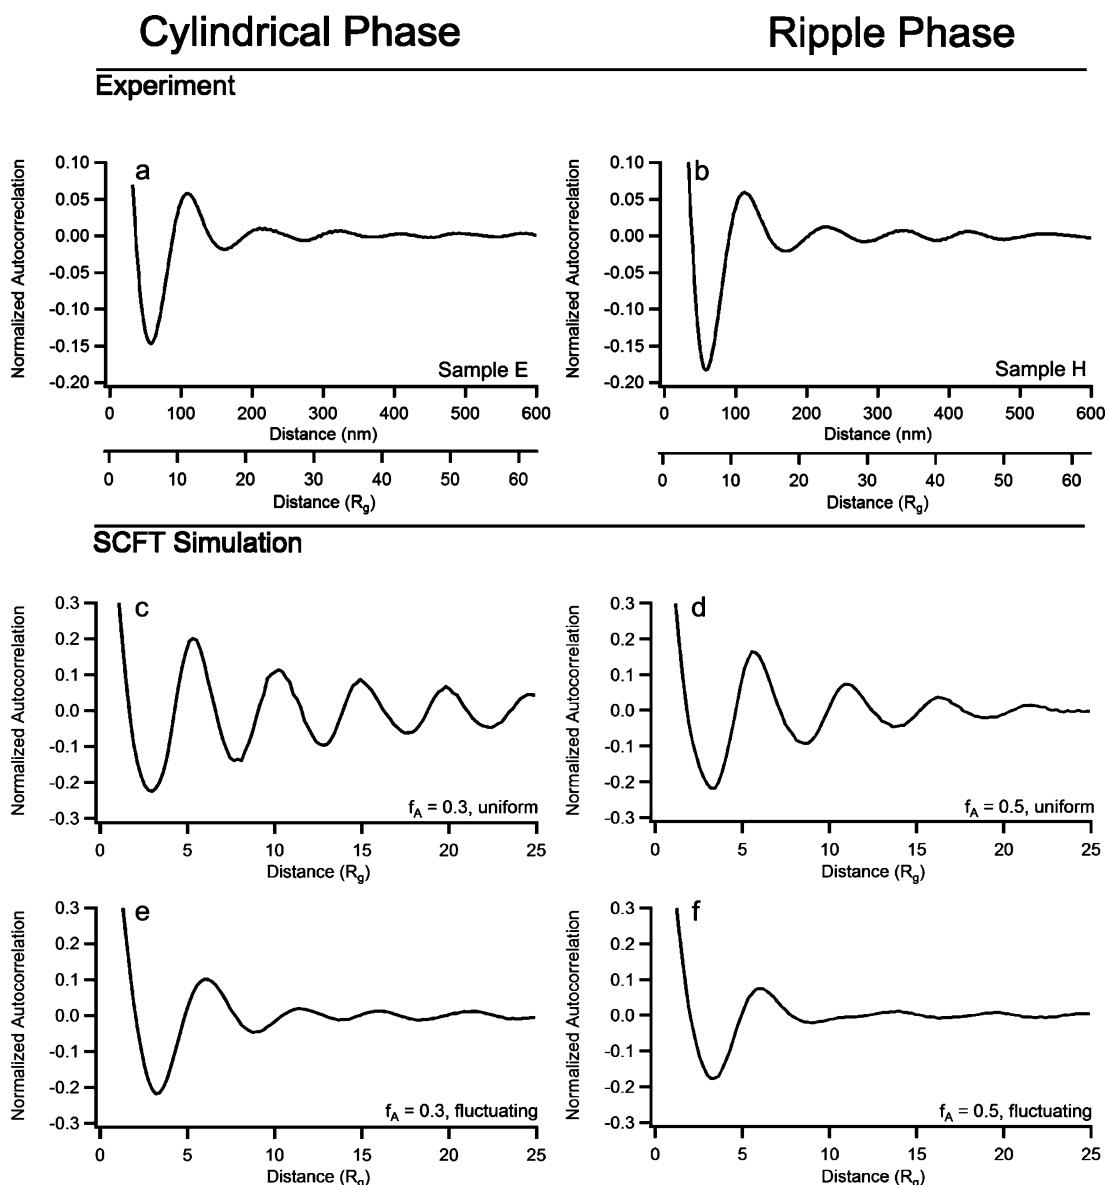 Cylindrical Phase Ripple Phase
Experiment
a
Normalized Autocorreclation
0.10
0.05
0.00
-0.05
-0.10
-0.15
-0.20
Sample E
0 100 200 300 400 500 600
Distance (nm)
0 10 20 30 40 50 60
Distance (Rg)
b
Normalized Autocorrelation
0.10
0.05
0.00
-0.05
-0.10
-0.15
-0.20
Sample H
0 100 200 300 400 500 600
Distance (nm)
0 10 20 30 40 50 60
Distance (Rg)
SCFT Simulation
c
Normalized Autocorrelation
0.3
0.2
0.1
0.0
-0.1
-0.2
-0.3
fA = 0.3, uniform
0 5 10 15 20 25
Distance (Rg)
d
Normalized Autocorrelation
0.3
0.2
0.1
0.0
-0.1
-0.2
-0.3
fA = 0.5, uniform
0 5 10 15 20 25
Distance (Rg)
e
Normalized Autocorrelation
0.3
0.2
0.1
0.0
-0.1
-0.2
-0.3
fA = 0.3, fluctuating
0 5 10 15 20 25
Distance (Rg)
f
Normalized Autocorrelation
0.3
0.2
0.1
0.0
-0.1
-0.2
-0.3
fA = 0.5, fluctuating
0 5 10 15 20 25
Distance (Rg)